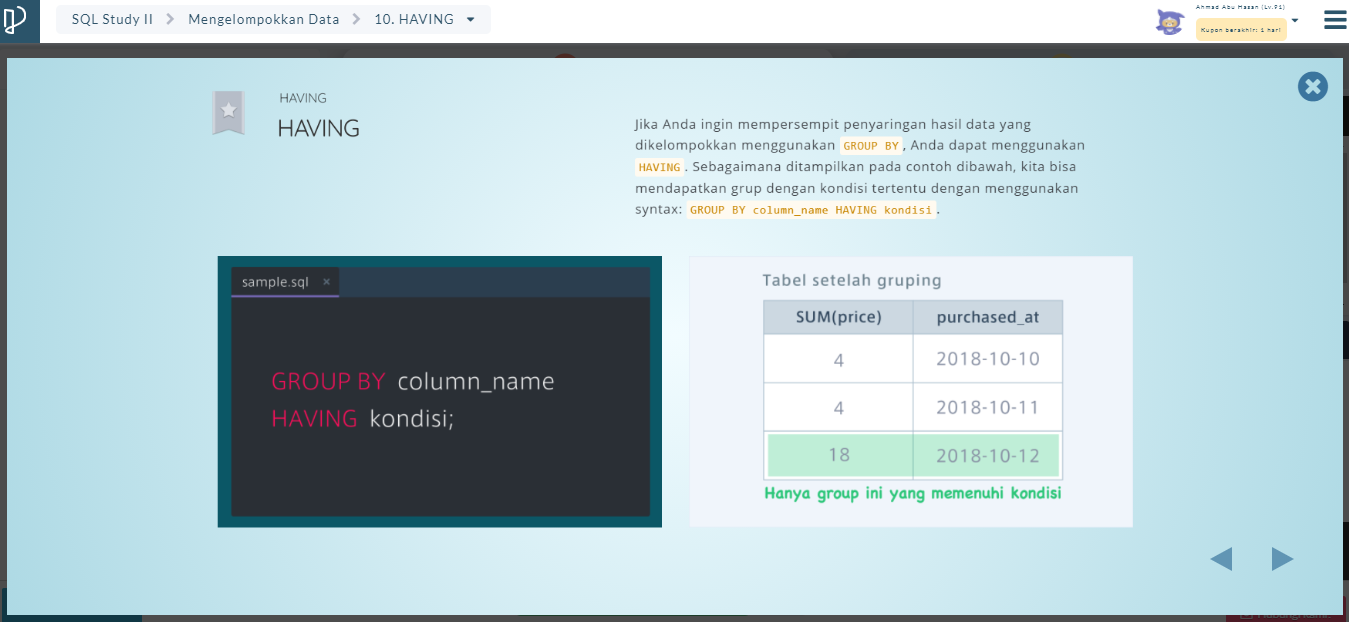 SQL Study II
Mengelompokkan Data
10. HAVING
Ahmad Abu Hasan (Lv.91)
Kupon berakhir: 1 hari
HAVING
HAVING
Jika Anda ingin mempersempit penyaringan hasil data yang
dikelompokkan menggunakan GROUP BY, Anda dapat menggunakan
HAVING. Sebagaimana ditampilkan pada contoh dibawah, kita bisa
mendapatkan grup dengan kondisi tertentu dengan menggunakan
syntax: GROUP BY column_name HAVING kondisi.
sample.sql ×
GROUP BY column_name
HAVING kondisi;
Tabel setelah gruping
SUM(price) purchased_at
4 2018-10-10
4 2018-10-11
18 2018-10-12
Hanya group ini yang memenuhi kondisi